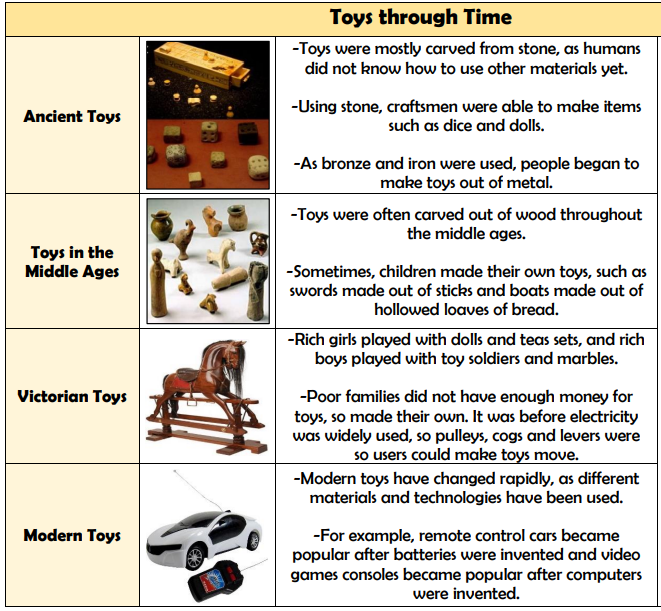 Toys through Time
Ancient Toys
-Toys were mostly carved from stone, as humans
did not know how to use other materials yet.
-Using stone, craftsmen were able to make items
such as dice and dolls.
-As bronze and iron were used, people began to
make toys out of metal.
Toys in the
Middle Ages
-Toys were often carved out of wood throughout
the middle ages.
-Sometimes, children made their own toys, such as
swords made out of sticks and boats made out of
hollowed loaves of bread.
Victorian Toys
-Rich girls played with dolls and teas sets, and rich
boys played with toy soldiers and marbles.
-Poor families did not have enough money for
toys, so made their own. It was before electricity
was widely used, so pulleys, cogs and levers were
so users could make toys move.
Modern Toys
-Modern toys have changed rapidly, as different
materials and technologies have been used.
-For example, remote control cars became
popular after batteries were invented and video
games consoles became popular after computers
were invented.